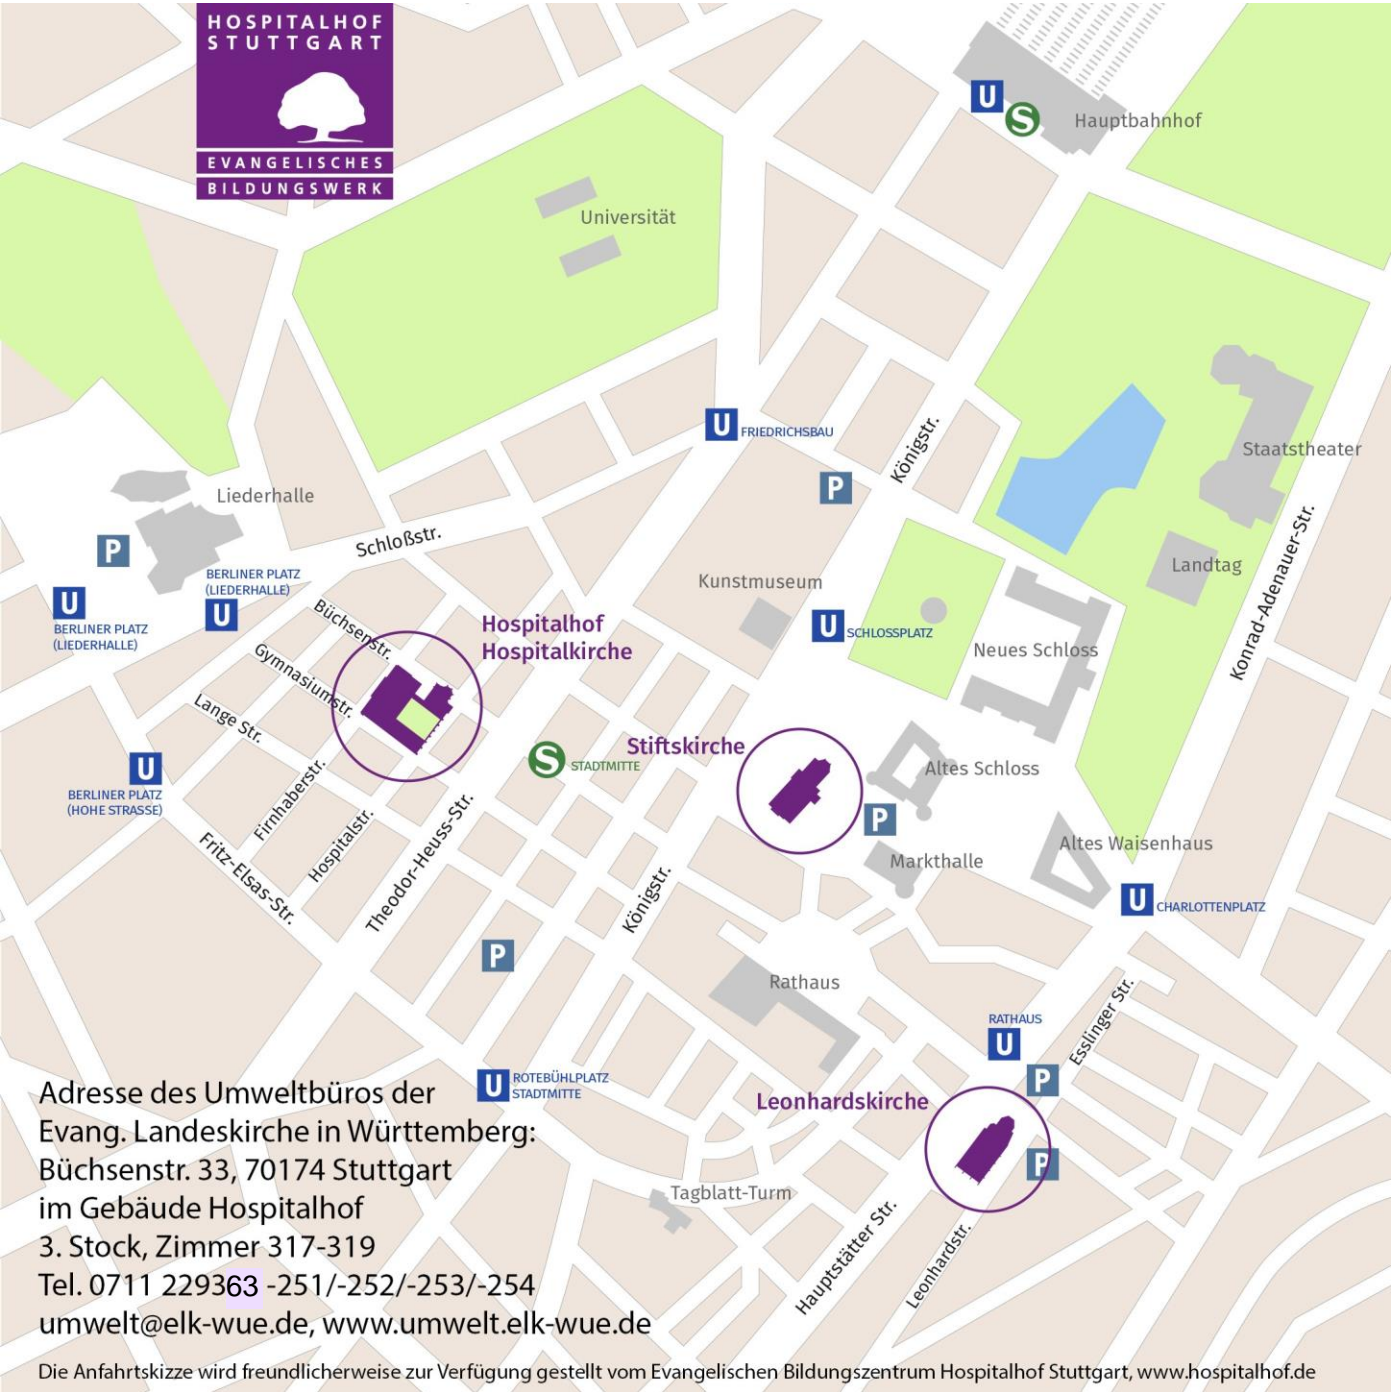 HOSPITALHOF
STUTTGART
EVANGELISCHES
BILDUNGSWERK
U
S
Hauptbahnhof
Universität
Staatstheater
U
FRIEDRICHSBAU
Königstr.
P
Liederhalle
P
Schloßstr.
Konrad-Adenauer-Str.
Landtag
Kunstmuseum
BERLINER PLATZ
(LIEDERHALLE)
U
U
BERLINER PLATZ
(LIEDERHALLE)
Büchsenstr.
Hospitalhof
Hospitalkirche
U
SCHLOSSPLATZ
Neues Schloss
Gymnasiumstr.
Lange Str.
Stiftskirche
S
STADTMITTE
U
BERLINER PLATZ
(HOHE STRASSE)
Altes Schloss
Firnhaberstr.
Hospitalstr.
Theodor-Heuss-Str.
Fritz-Elsas-Str.
P
Altes Waisenhaus
Markthalle
Königstr.
U
CHARLOTTENPLATZ
P
Rathaus
RATHAUS
U
Esslinger Str.
P
U
ROTEBÜHLPLATZ
STADTMITTE
Leonhardskirche
P
Tagblatt-Turm
Hauptstätter Str.
Leonhardstr.
Adresse des Umweltbüros der
Evang. Landeskirche in Württemberg:
Büchsenstr. 33, 70174 Stuttgart
im Gebäude Hospitalhof
3. Stock, Zimmer 317-319
Tel. 0711 229363 -251/-252/-253/-254
umwelt@elk-wue.de, www.umwelt.elk-wue.de
Die Anfahrtskizze wird freundlicherweise zur Verfügung gestellt vom Evangelischen Bildungszentrum Hospitalhof Stuttgart, www.hospitalhof.de